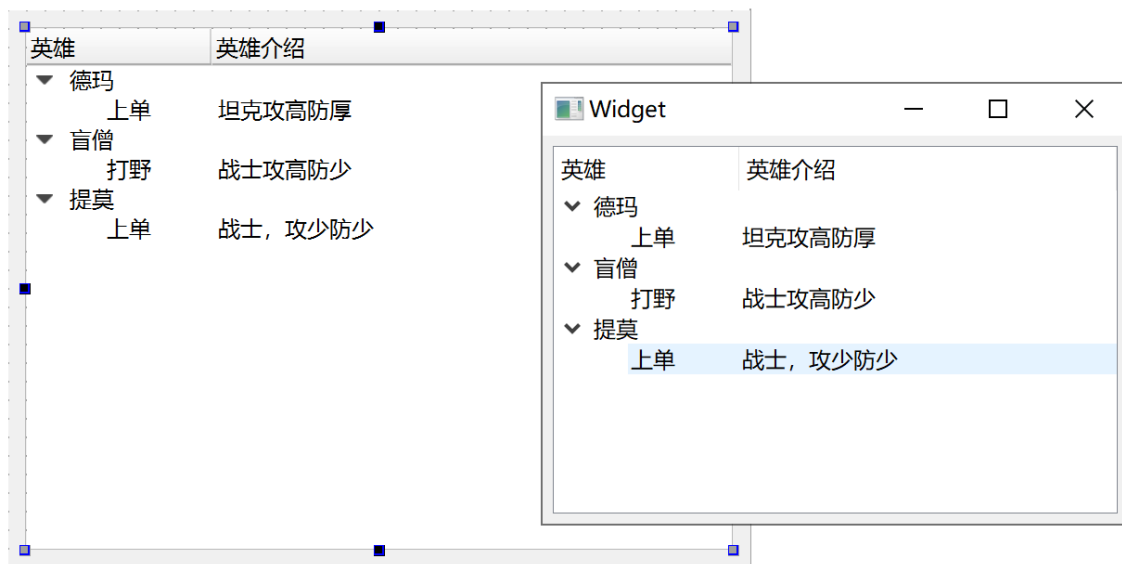 英雄 英雄介绍
德玛
上单 坦克攻高防厚
盲僧
打野 战士攻高防少
提莫
上单 战士，攻少防少
Widget
英雄 英雄介绍
德玛
上单 坦克攻高防厚
盲僧
打野 战士攻高防少
提莫
上单 战士，攻少防少